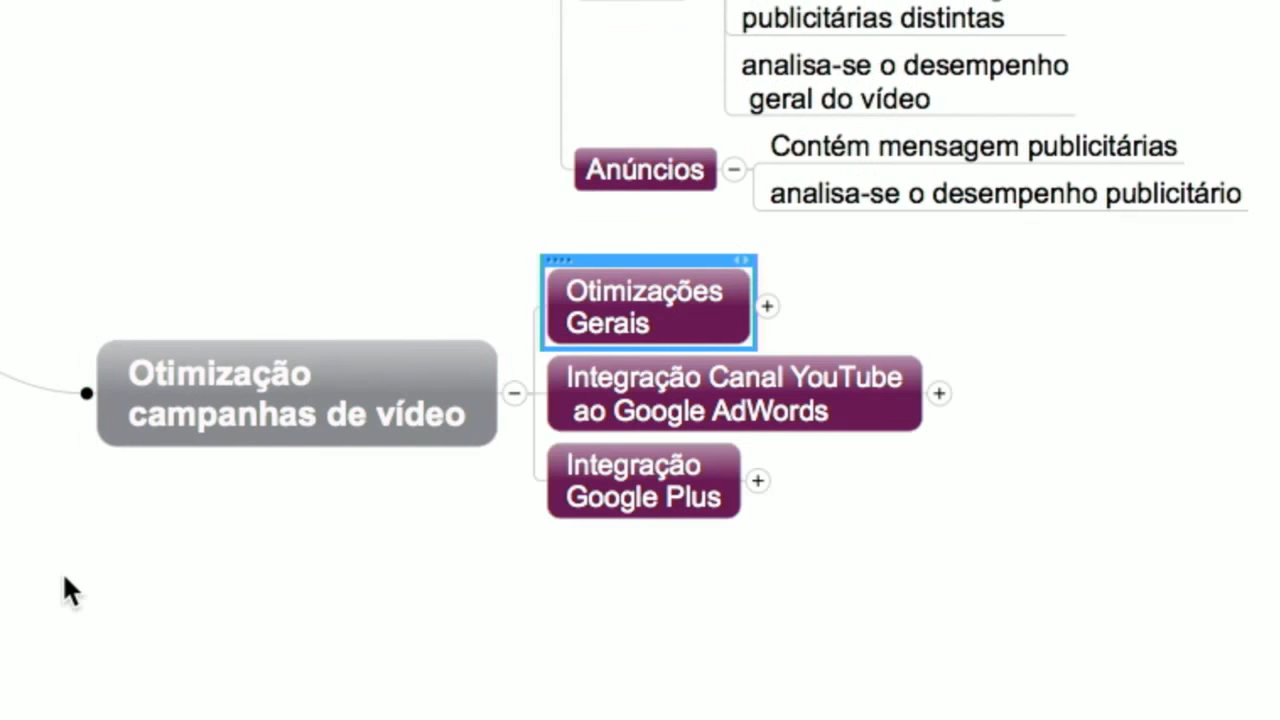 publicitárias distintas
analisa-se o desempenho
geral do vídeo
Anúncios
Contém mensagem publicitárias
analisa-se o desempenho publicitário
Otimização
campanhas de vídeo
Otimizações
Gerais
Integração Canal YouTube
ao Google AdWords
Integração
Google Plus